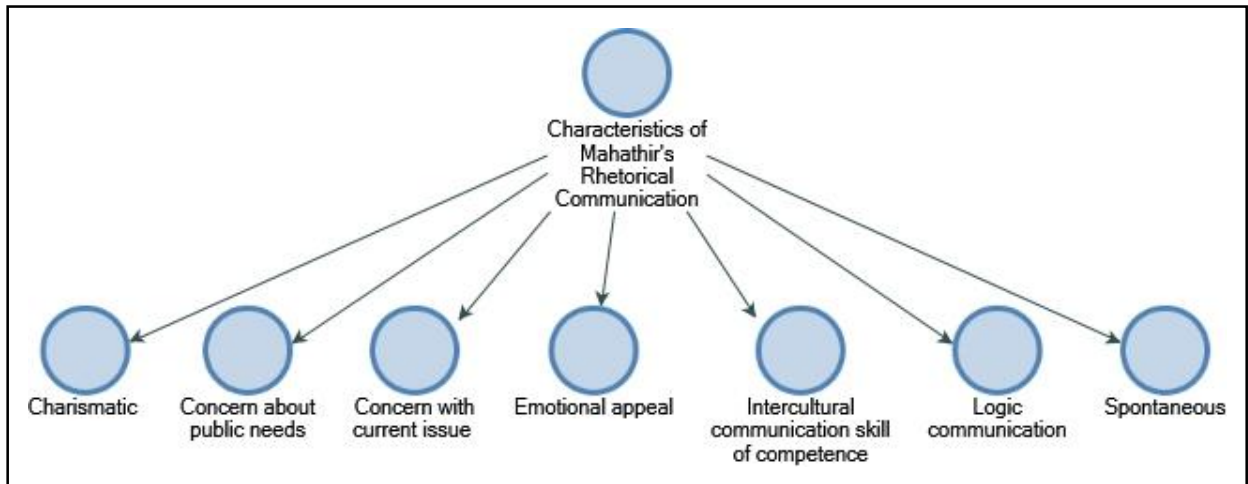 Characteristics of
Mahathir's
Rhetorical
Communication
Charismatic
Concern about
public needs
Concern with
current issue
Emotional appeal
Intercultural
communication skill
of competence
Logic
communication
Spontaneous